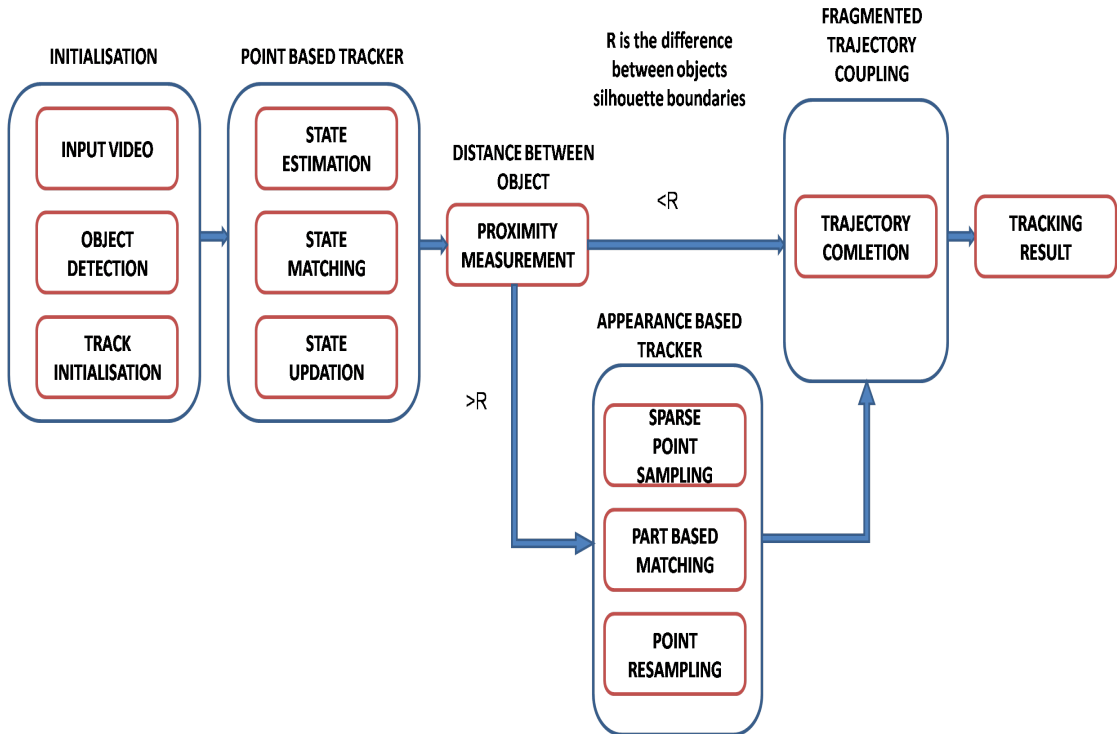 INITIALISATION
INPUT VIDEO
OBJECT
DETECTION
TRACK
INITIALISATION
POINT BASED TRACKER
STATE
ESTIMATION
STATE
MATCHING
STATE
UPDATION
DISTANCE BETWEEN
OBJECT
PROXIMITY
MEASUREMENT
R is the difference
between objects
silhouette boundaries
<R
>R
APPEARANCE BASED
TRACKER
SPARSE
POINT
SAMPLING
PART BASED
MATCHING
POINT
RESAMPLING
FRAGMENTED
TRAJECTORY
COUPLING
TRAJECTORY
COMLETION
TRACKING
RESULT